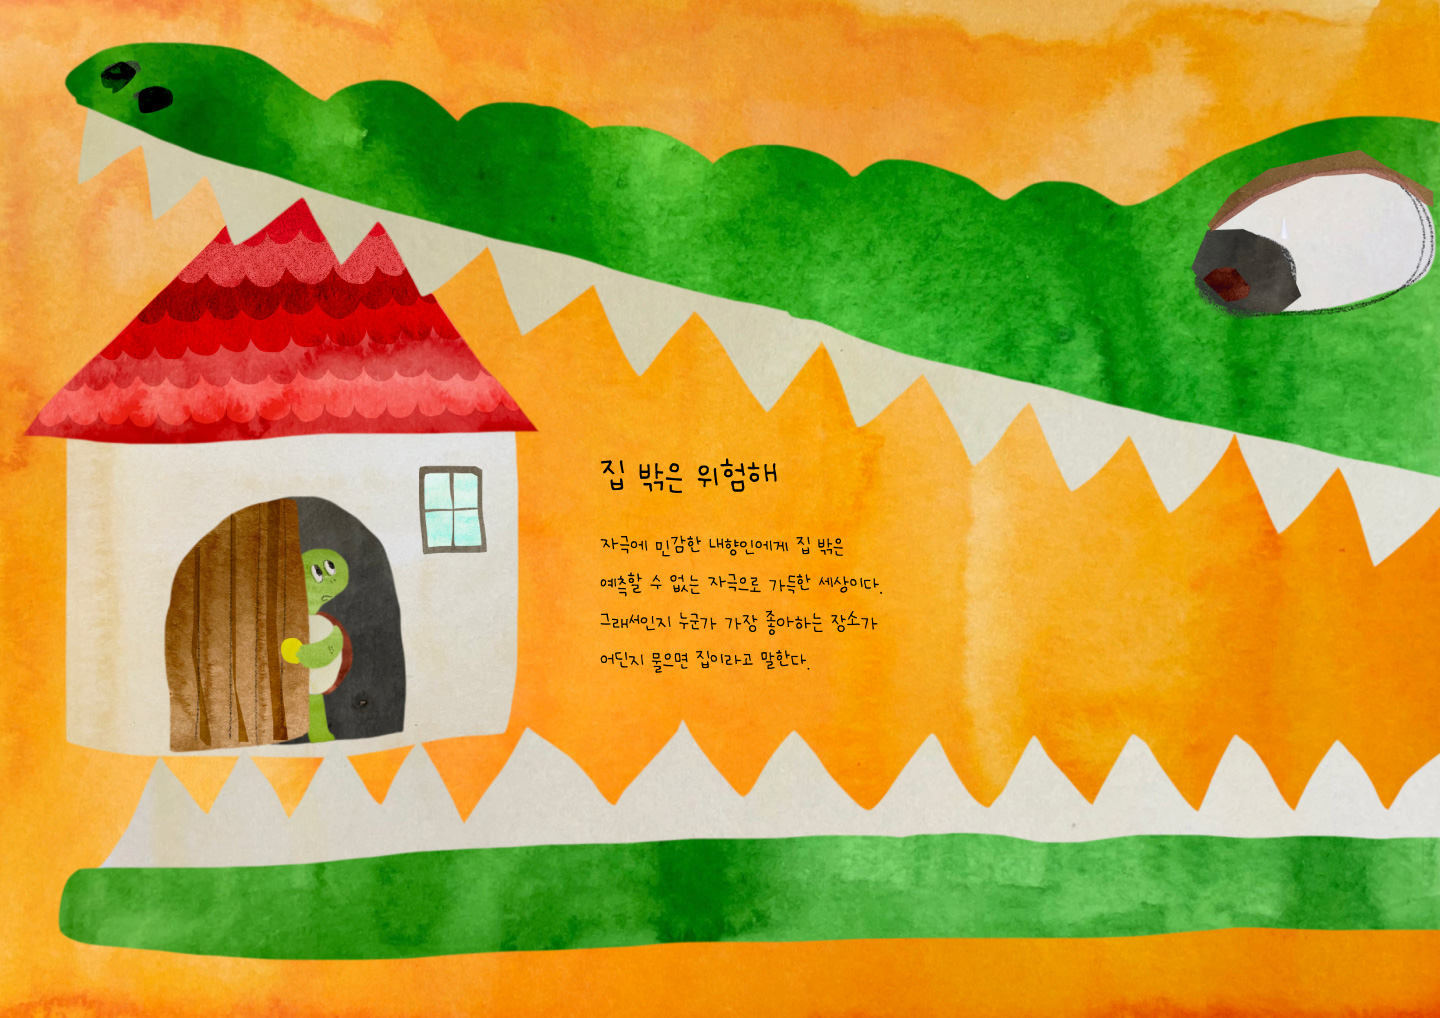 집 밖은 위험해
자극에 민감한 내향인에게 집 밖은
예측할 수 없는 자극으로 가득한 세상이다.
그래서인지 누군가 가장 좋아하는 장소가
어딘지 물으면 집이라고 말한다.